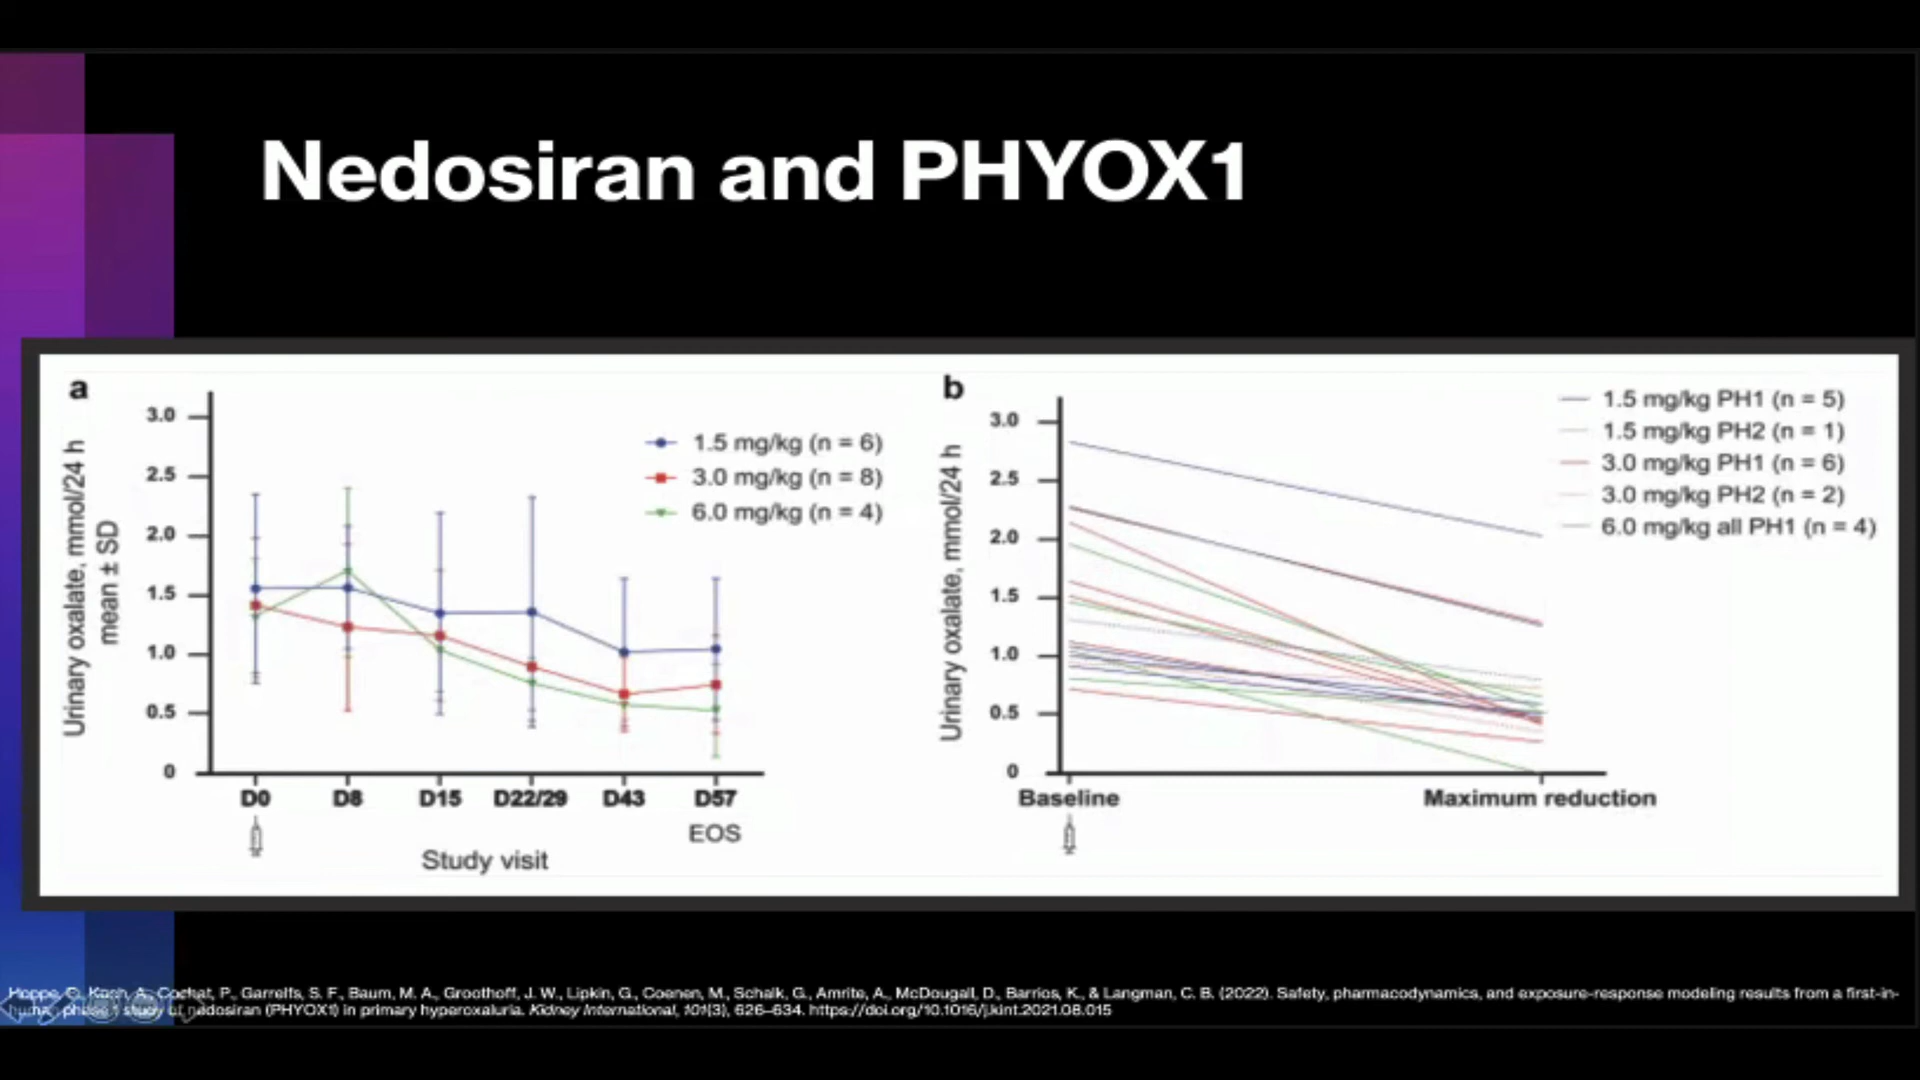 Nedosiran and PHYOX1
a
Urinary oxalate, mmol/24 h
mean ± SD
3.0
2.5
2.0
1.5
1.0
0.5
0
1.5 mg/kg (n = 6)
3.0 mg/kg (n = 8)
6.0 mg/kg (n = 4)
D0 D8 D15 D22/29 D43 D57
EOS
Study visit
b
Urinary oxalate, mmol/24 h
3.0
2.5
2.0
1.5
1.0
0.5
0
1.5 mg/kg PH1 (n = 5)
1.5 mg/kg PH2 (n = 1)
3.0 mg/kg PH1 (n = 6)
3.0 mg/kg PH2 (n = 2)
6.0 mg/kg all PH1 (n = 4)
Baseline Maximum reduction
Hoppe, Koch, A., Cochat, P., Garrelfs, S. F., Baum, M. A., Groothoff, J. W., Lipkin, G., Coenen, M., Schalk, G., Amrite, A., McDougall, D., Barrios, K., & Langman, C. B. (2022). Safety, pharmacodynamics, and exposure-response modeling results from a first-in-
phase 1 study of nedosiran (PHYOX1) in primary hyperoxaluria. Kidney International, 101(3), 626–634. https://doi.org/10.1016/j.kint.2021.08.015